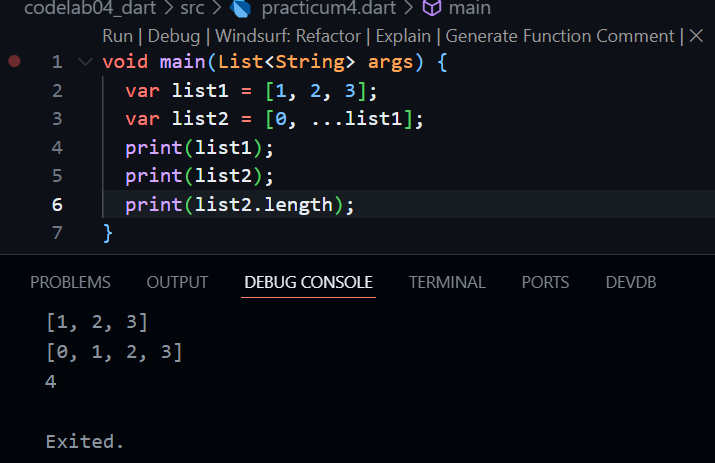 codelab04_dart > src > practicum4.dart > main
Run | Debug | Windsurf: Refactor | Explain | Generate Function Comment | ×
1 void main(List<String> args) {
2 var list1 = [1, 2, 3];
3 var list2 = [0, ...list1];
4 print(list1);
5 print(list2);
6 print(list2.length);
7 }
PROBLEMS OUTPUT DEBUG CONSOLE TERMINAL PORTS DEVDB
[1, 2, 3]
[0, 1, 2, 3]
4
Exited.